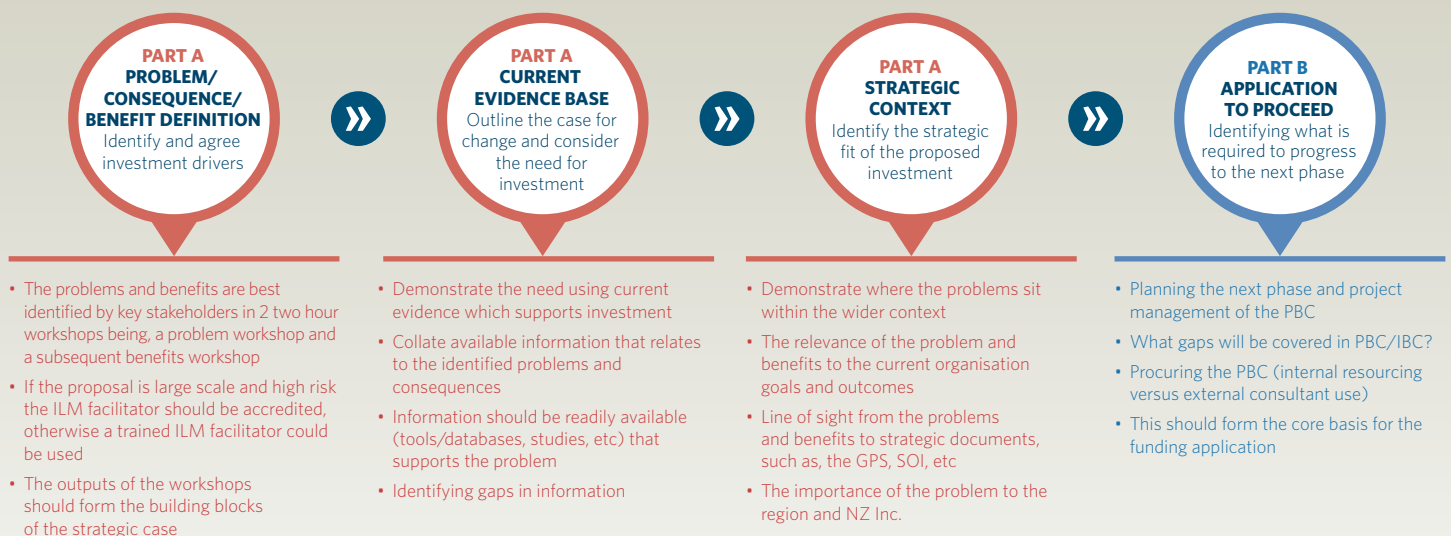 PART A
PROBLEM/
CONSEQUENCE/
BENEFIT DEFINITION
Identify and agree
investment drivers
• The problems and benefits are best
identified by key stakeholders in 2 two hour
workshops being, a problem workshop and
a subsequent benefits workshop
• If the proposal is large scale and high risk
the ILM facilitator should be accredited,
otherwise a trained ILM facilitator could
be used
• The outputs of the workshops
should form the building blocks
of the strategic case
PART A
CURRENT
EVIDENCE BASE
Outline the case for
change and consider
the need for
investment
• Demonstrate the need using current
evidence which supports investment
• Collate available information that relates
to the identified problems and
consequences
• Information should be readily available
(tools/databases, studies, etc) that
supports the problem
• Identifying gaps in information
PART A
STRATEGIC
CONTEXT
Identify the strategic
fit of the proposed
investment
• Demonstrate where the problems sit
within the wider context
• The relevance of the problem and
benefits to the current organisation
goals and outcomes
• Line of sight from the problems
and benefits to strategic documents,
such as, the GPS, SOI, etc
• The importance of the problem to the
region and NZ Inc.
PART B
APPLICATION
TO PROCEED
Identifying what is
required to progress
to the next phase
• Planning the next phase and project
management of the PBC
• What gaps will be covered in PBC/IBC?
• Procuring the PBC (internal resourcing
versus external consultant use)
• This should form the core basis for the
funding application